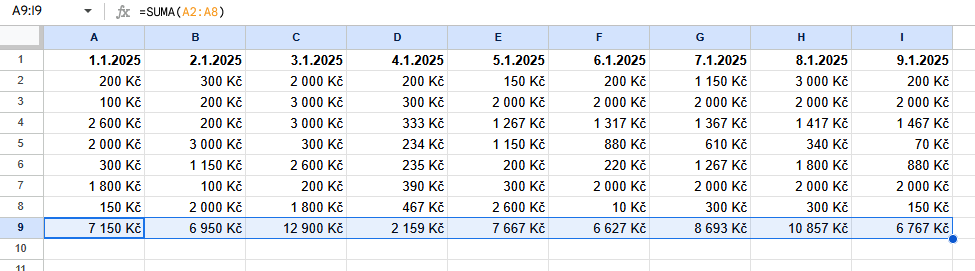 A9:I9 fx =SUMA(A2:A8)
A B C D E F G H I
1 1.1.2025 2.1.2025 3.1.2025 4.1.2025 5.1.2025 6.1.2025 7.1.2025 8.1.2025 9.1.2025
2 200 Kč 300 Kč 2 000 Kč 200 Kč 150 Kč 200 Kč 1 150 Kč 3 000 Kč 200 Kč
3 100 Kč 200 Kč 3 000 Kč 300 Kč 2 000 Kč 2 000 Kč 2 000 Kč 2 000 Kč 2 000 Kč
4 2 600 Kč 200 Kč 3 000 Kč 333 Kč 1 267 Kč 1 317 Kč 1 367 Kč 1 417 Kč 1 467 Kč
5 2 000 Kč 3 000 Kč 300 Kč 234 Kč 1 150 Kč 880 Kč 610 Kč 340 Kč 70 Kč
6 300 Kč 1 150 Kč 2 600 Kč 235 Kč 200 Kč 220 Kč 1 267 Kč 1 800 Kč 880 Kč
7 1 800 Kč 100 Kč 200 Kč 390 Kč 300 Kč 2 000 Kč 2 000 Kč 2 000 Kč 2 000 Kč
8 150 Kč 2 000 Kč 1 800 Kč 467 Kč 2 600 Kč 10 Kč 300 Kč 300 Kč 150 Kč
9 7 150 Kč 6 950 Kč 12 900 Kč 2 159 Kč 7 667 Kč 6 627 Kč 8 693 Kč 10 857 Kč 6 767 Kč
10
11